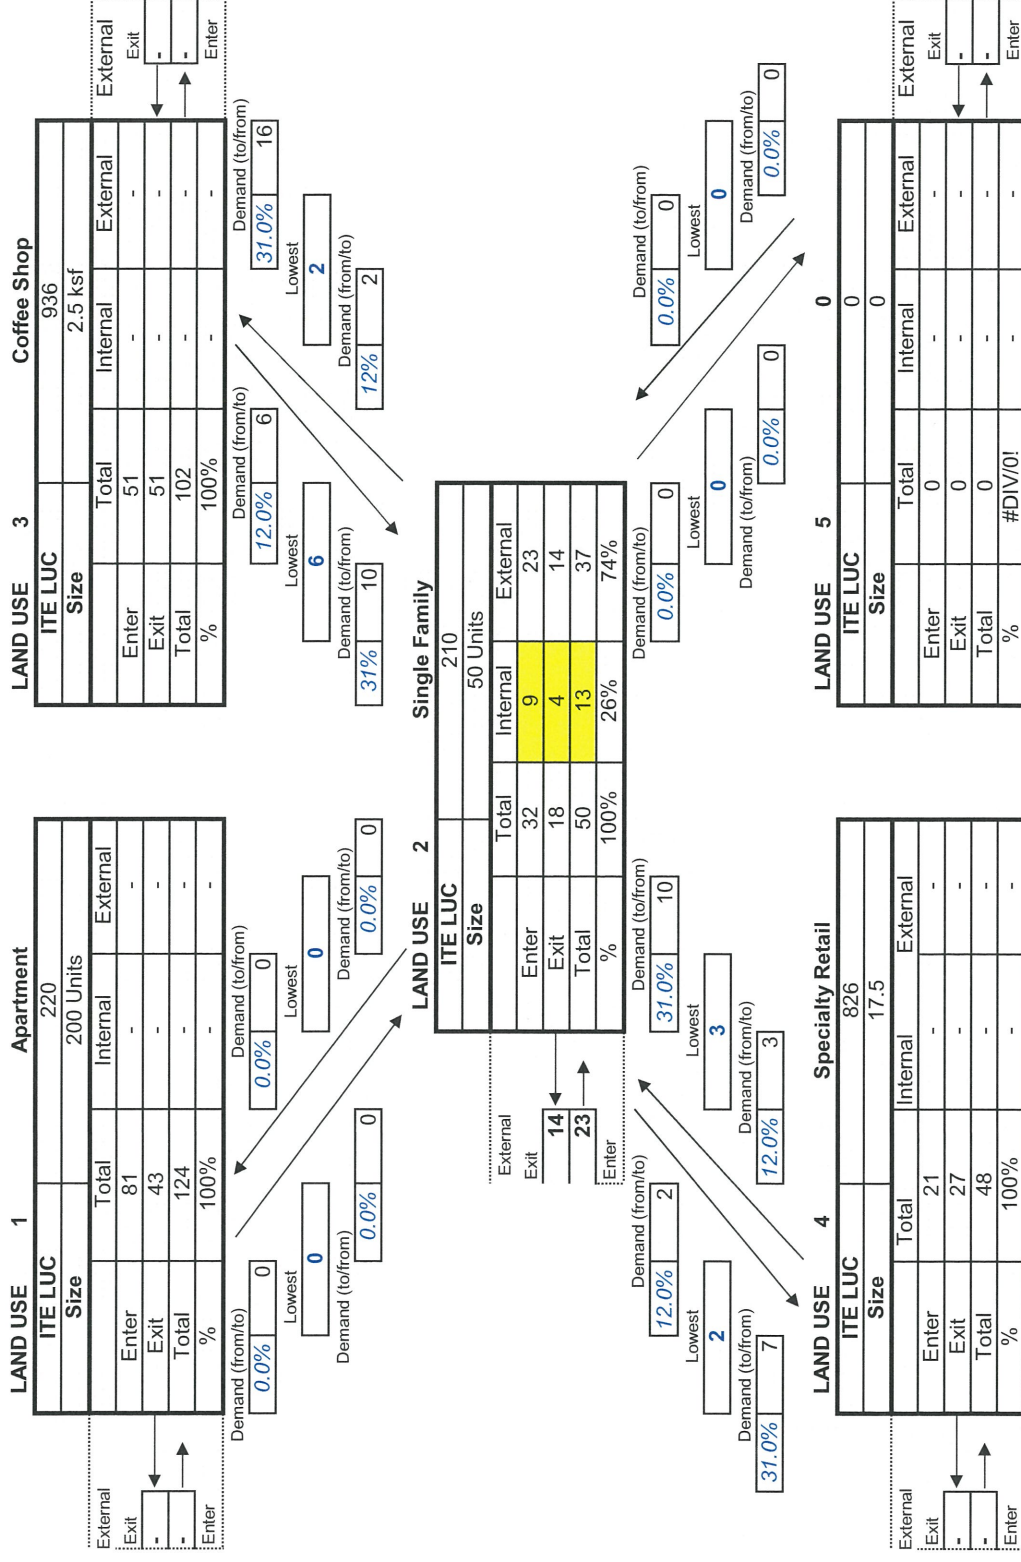 LAND USE 1 Apartment
ITE LUC 220
Size 200 Units
Total Internal External
Enter 81 - -
Exit 43 - -
Total 124 - -
% 100% - -
External
Exit
-
-
Enter
Demand (from/to)
0.0% 0
Lowest
0
Demand (to/from)
0.0% 0
Demand (to/from)
0.0% 0
Lowest
0
Demand (from/to)
0.0% 0
LAND USE 3 Coffee Shop
ITE LUC 936
Size 2.5 ksf
Total Internal External
Enter 51 - -
Exit 51 - -
Total 102 - -
% 100% - -
External
Exit
-
-
Enter
Demand (from/to)
12.0% 6
Lowest
6
Demand (to/from)
31% 10
Demand (to/from)
31.0% 16
Lowest
2
Demand (from/to)
12% 2
LAND USE 2 Single Family
ITE LUC 210
Size 50 Units
Total Internal External
Enter 32 9 23
Exit 18 4 14
Total 50 13 37
% 100% 26% 74%
External
Exit
14
23
Enter
Demand (from/to)
12.0% 2
Lowest
2
Demand (to/from)
31.0% 7
Demand (to/from)
31.0% 10
Lowest
3
Demand (from/to)
12.0% 3
Demand (from/to)
0.0% 0
Lowest
0
Demand (to/from)
0.0% 0
Demand (to/from)
0.0% 0
Lowest
0
Demand (from/to)
0.0% 0
LAND USE 4 Specialty Retail
ITE LUC 826
Size 17.5
Total Internal External
Enter 21 - -
Exit 27 - -
Total 48 - -
% 100% - -
External
Exit
-
-
Enter
LAND USE 5 0
ITE LUC 0
Size 0
Total Internal External
Enter 0 - -
Exit 0 - -
Total 0 - -
% #DIV/0! - -
External
Exit
-
-
Enter